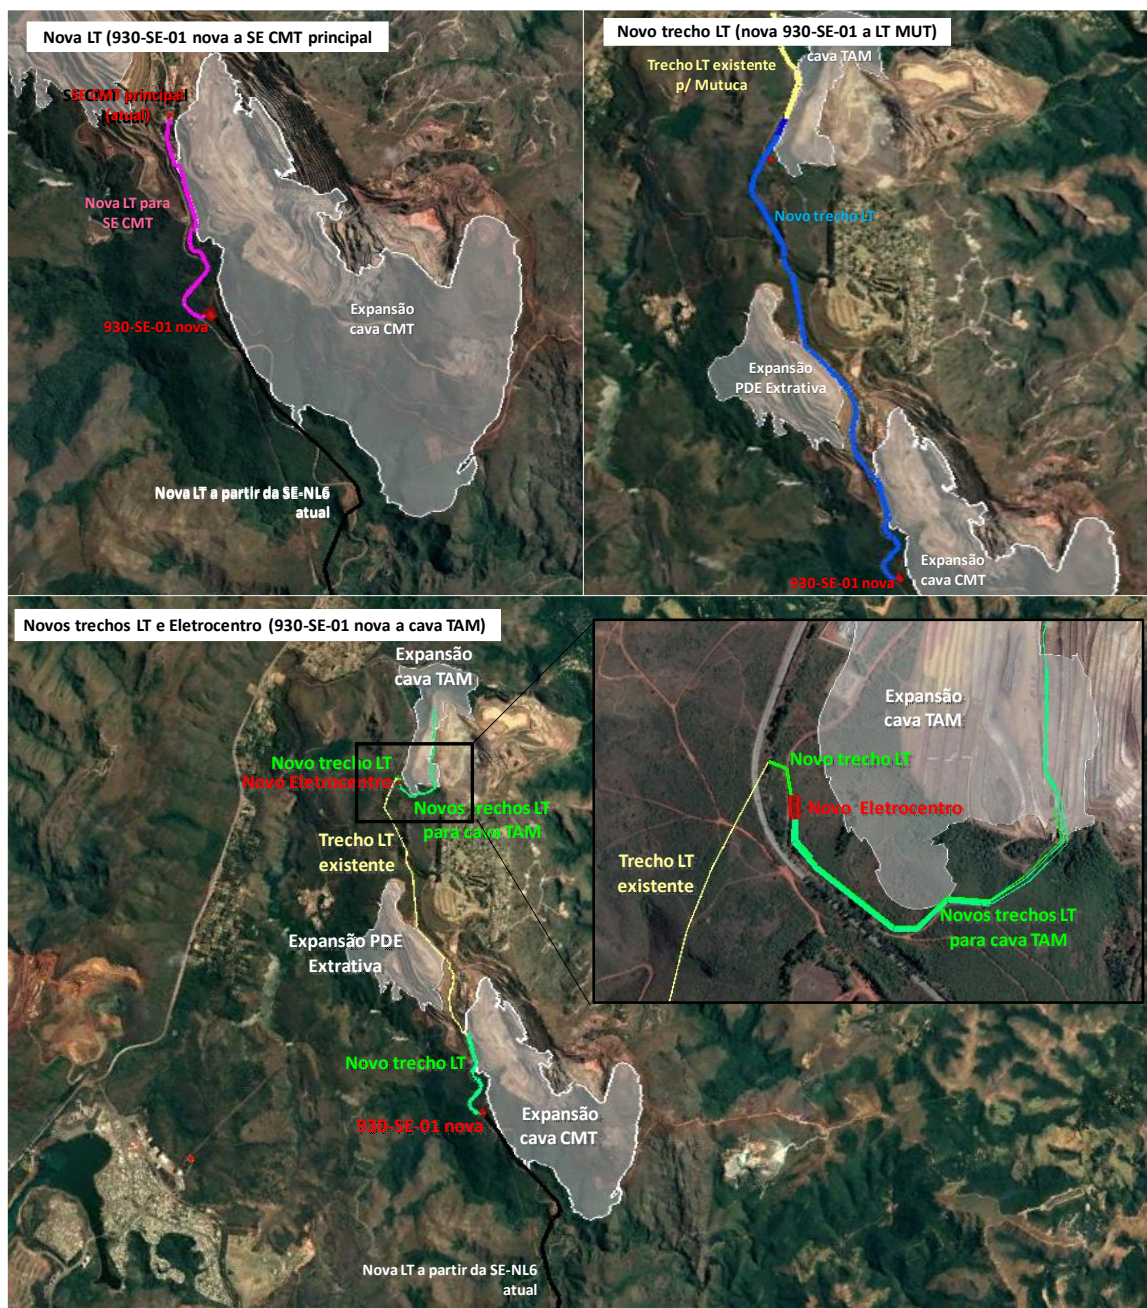 Nova LT (930-SE-01 nova a SE CMT principal
SE CMT principal
(atual)
Nova LT para
SE CMT
930-SE-01 nova
Expansão
cava CMT
Nova LT a partir da SE-NL6
atual
Novo trecho LT (nova 930-SE-01 a LT MUT)
Trecho LT existente
p/ Mutuca
cava TAM
Novo trecho LT
Expansão
PDE Extrativa
Expansão
cava CMT
930-SE-01 nova
Novos trechos LT e Eletrocentro (930-SE-01 nova a cava TAM)
Expansão
cava TAM
Novo trecho LT
Novo Eletrocentro
Novos trechos LT
para cava TAM
Trecho LT
existente
Expansão PDE
Extrativa
Novo trecho LT
930-SE-01 nova
Expansão
cava CMT
Nova LT a partir da SE-NL6
atual
Expansão
cava TAM
Novo trecho LT
Novo Eletrocentro
Trecho LT
existente
Novos trechos LT
para cava TAM